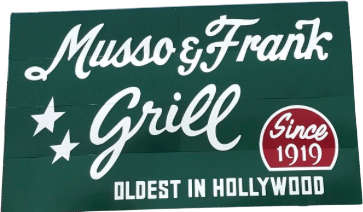 Musso & Frank
Grill
Since
1919
OLDEST IN HOLLYWOOD